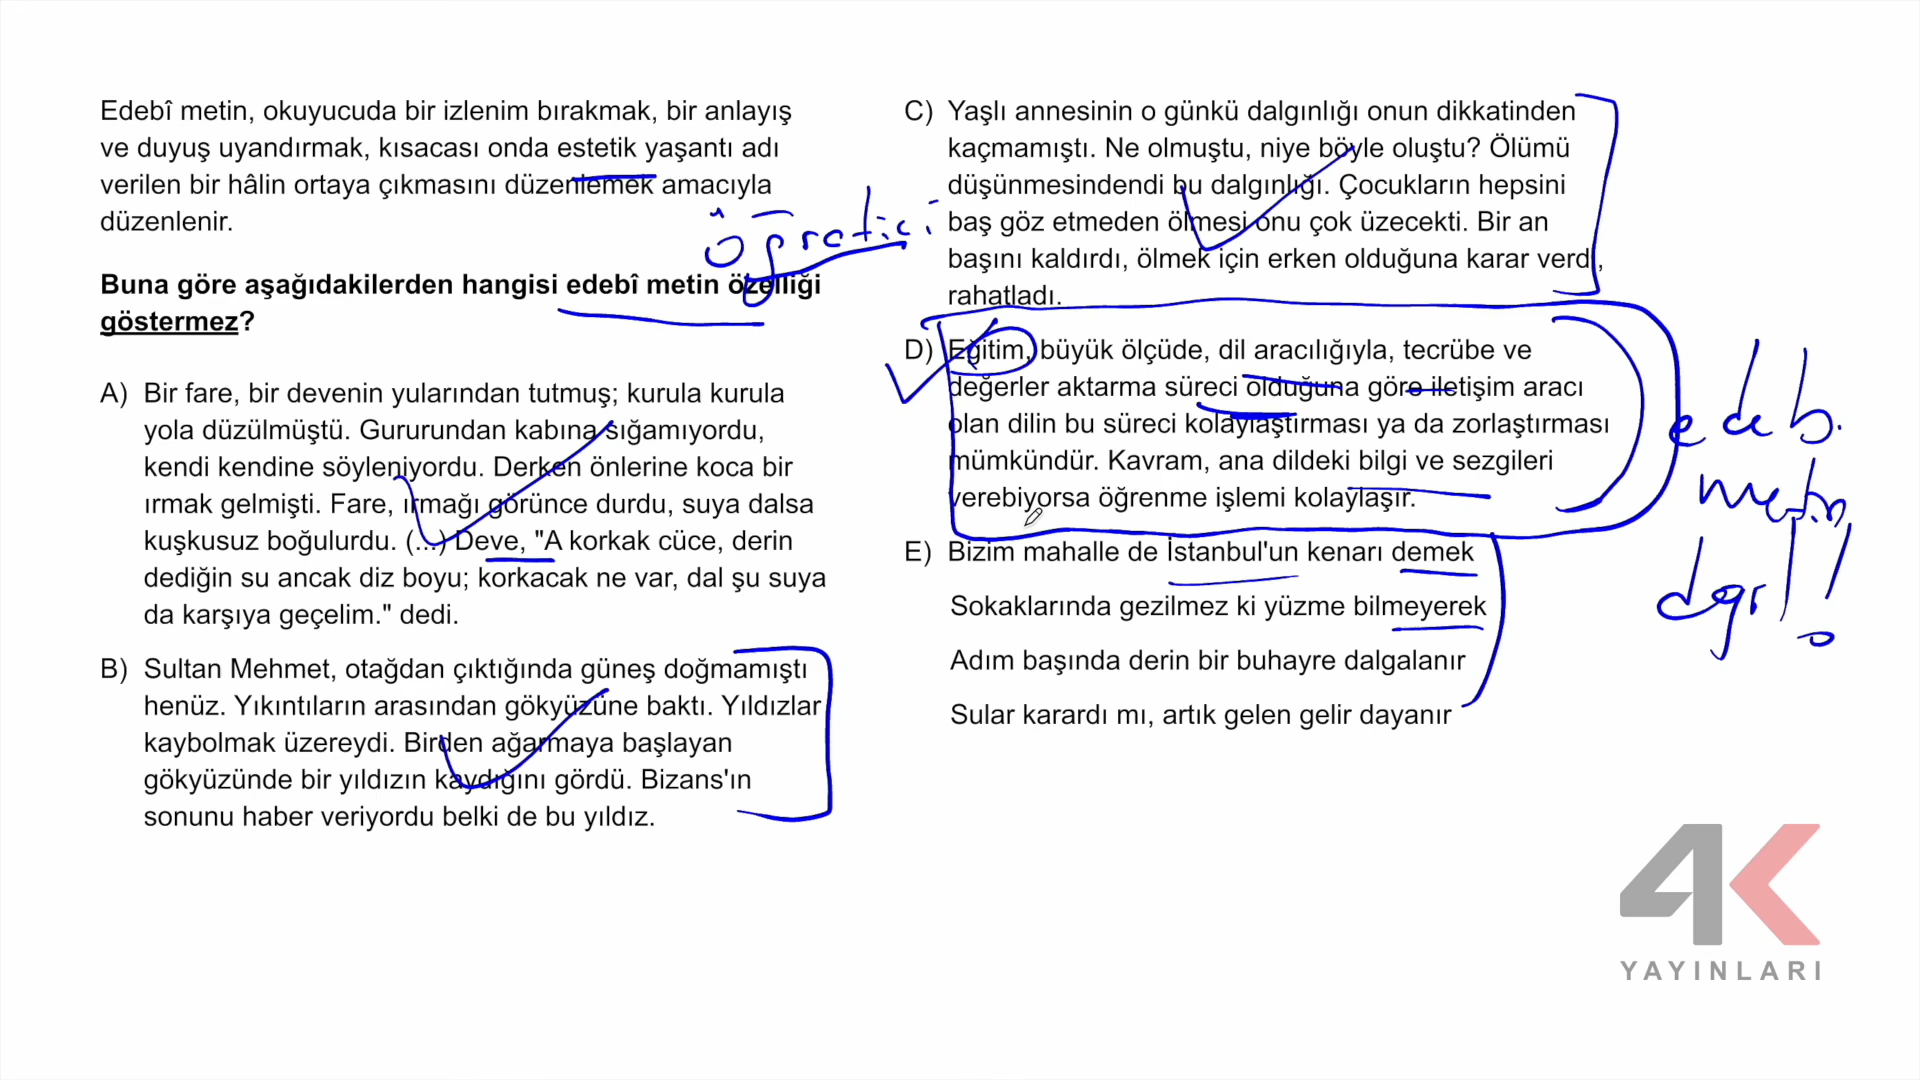 Edebî metin, okuyucuda bir izlenim bırakmak, bir anlayış
ve duyuş uyandırmak, kısacası onda estetik yaşantı adı
verilen bir hâlin ortaya çıkmasını düzenlemek amacıyla
düzenlenir.
öğretici
Buna göre aşağıdakilerden hangisi edebî metin özelliği
göstermez?
A) Bir fare, bir devenin yularından tutmuş; kurula kurula
yola düzülmüştü. Gururundan kabına sığamıyordu,
kendi kendine söyleniyordu. Derken önlerine koca bir
ırmak gelmişti. Fare, ırmağı görünce durdu, suya dalsa
kuşkusuz boğulurdu. (...) Deve, "A korkak cüce, derin
dediğin su ancak diz boyu; korkacak ne var, dal şu suya
da karşıya geçelim." dedi.
B) Sultan Mehmet, otağdan çıktığında güneş doğmamıştı
henüz. Yıkıntıların arasından gökyüzüne baktı. Yıldızlar
kaybolmak üzereydi. Birden ağarmaya başlayan
gökyüzünde bir yıldızın kaydığını gördü. Bizans'ın
sonunu haber veriyordu belki de bu yıldız.
C) Yaşlı annesinin o günkü dalgınlığı onun dikkatinden
kaçmamıştı. Ne olmuştu, niye böyle oluştu? Ölümü
düşünmesindendi bu dalgınlığı. Çocukların hepsini
baş göz etmeden ölmesi onu çok üzecekti. Bir an
başını kaldırdı, ölmek için erken olduğuna karar verdi,
rahatladı.
D) Eğitim, büyük ölçüde, dil aracılığıyla, tecrübe ve
değerler aktarma süreci olduğuna göre iletişim aracı
olan dilin bu süreci kolaylaştırması ya da zorlaştırması
mümkündür. Kavram, ana dildeki bilgi ve sezgileri
verebiyorsa öğrenme işlemi kolaylaşır.
edeb.
metin
E) Bizim mahalle de İstanbul'un kenarı demek
Sokaklarında gezilmez ki yüzme bilmeyerek
Adım başında derin bir buhayre dalgalanır
Sular karardı mı, artık gelen gelir dayanır
4K
YAYINLARI